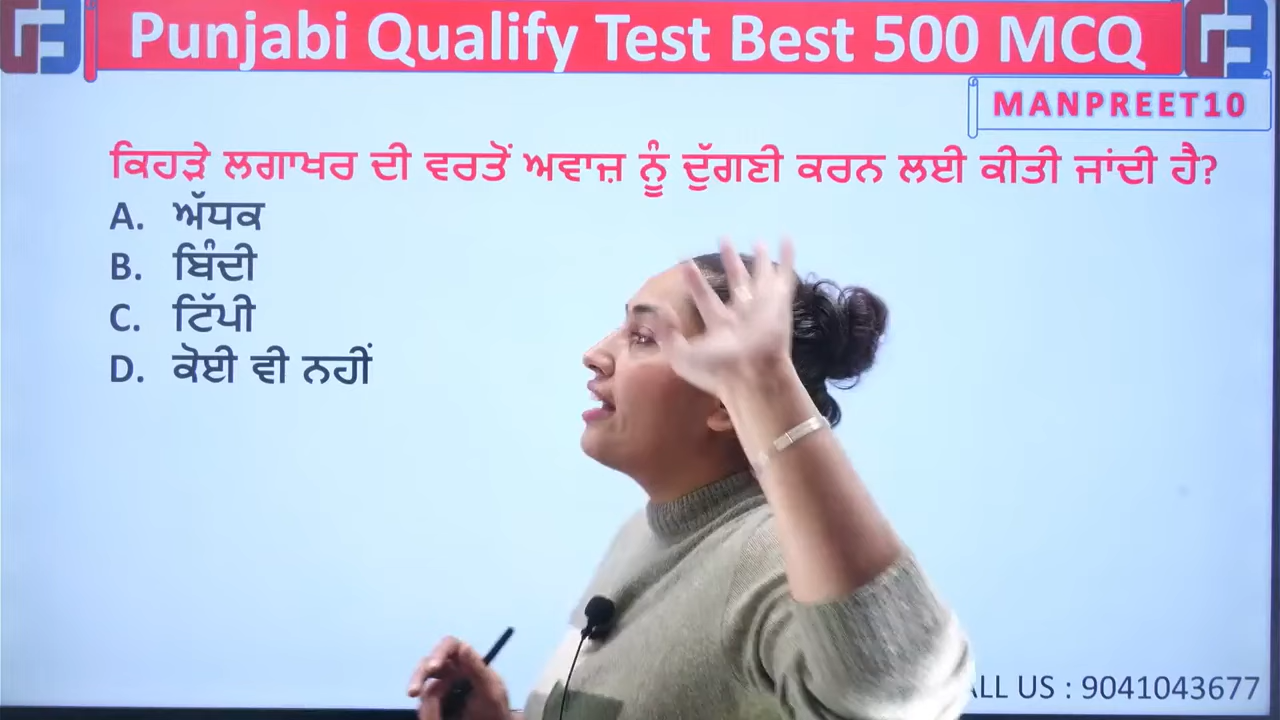 Punjabi Qualify Test Best 500 MCQ
MANPREET10
ਕਿਹੜੇ ਲਗਾਖਰ ਦੀ ਵਰਤੋਂ ਅਵਾਜ਼ ਨੂੰ ਦੁੱਗਣੀ ਕਰਨ ਲਈ ਕੀਤੀ ਜਾਂਦੀ ਹੈ?
A. ਅੱਧਕ
B. ਬਿੰਦੀ
C. ਟਿੱਪੀ
D. ਕੋਈ ਵੀ ਨਹੀਂ
ALL US : 9041043677